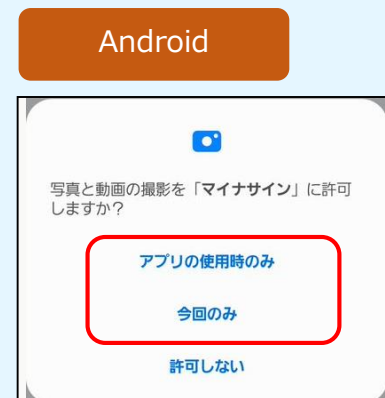 Android
写真と動画の撮影を「マイナサイン」に許可
しますか？
アプリの使用時のみ
今回のみ
許可しない